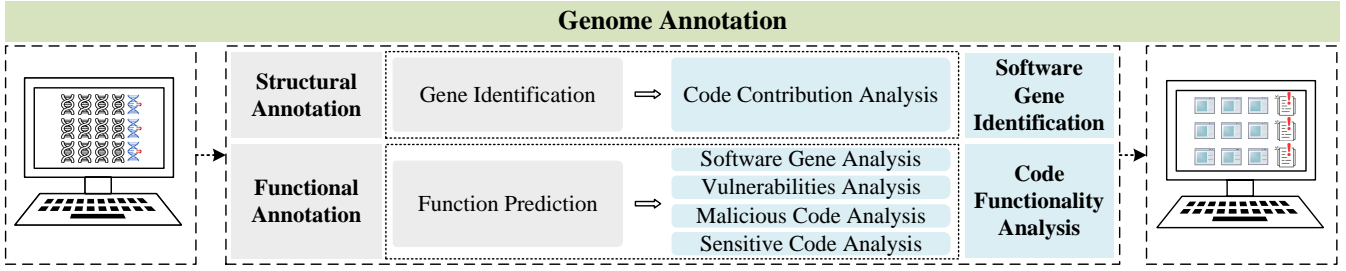 Genome Annotation
Structural
Annotation
Gene Identification
Code Contribution Analysis
Software
Gene
Identification
Functional
Annotation
Function Prediction
Software Gene Analysis
Vulnerabilities Analysis
Malicious Code Analysis
Sensitive Code Analysis
Code
Functionality
Analysis